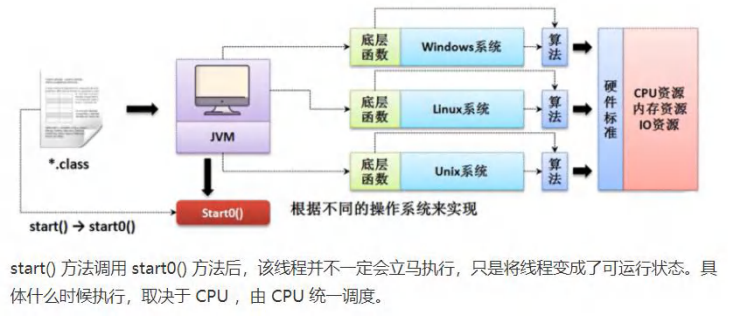 底层函数
Windows系统
算法
底层函数
Linux系统
算法
底层函数
Unix系统
算法
硬件标准
CPU资源
内存资源
IO资源
*.class
JVM
Start0()
start() → start0()
根据不同的操作系统来实现
start() 方法调用 start0() 方法后，该线程并不一定会立马执行，只是将线程变成了可运行状态。具
体什么时候执行，取决于 CPU ，由 CPU 统一调度。